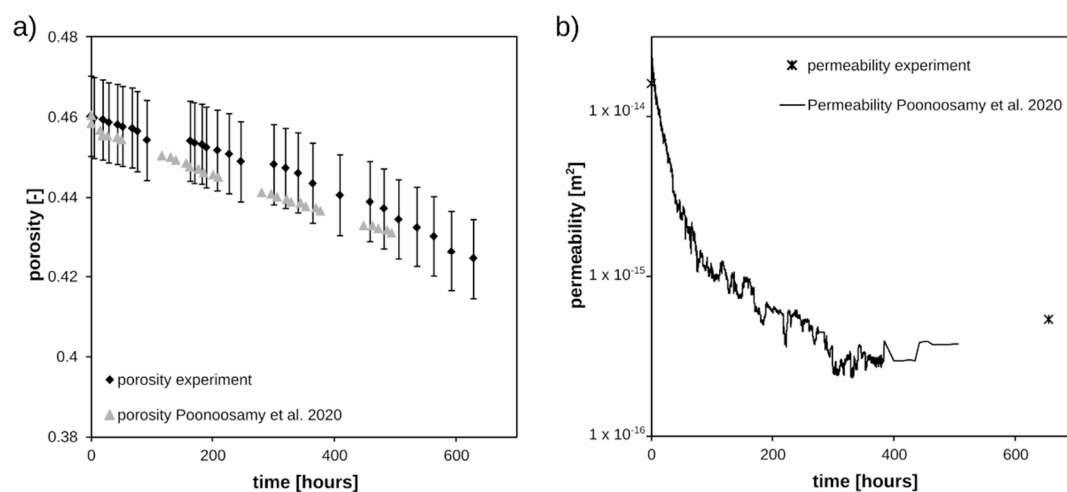 a)
0.48
0.46
0.44
0.42
0.4
0.38
porosity [-]
porosity experiment
porosity Poonoosamy et al. 2020
0 200 400 600
time [hours]
b)
permeability experiment
Permeability Poonoosamy et al. 2020
1 x 10⁻¹⁴
1 x 10⁻¹⁵
1 x 10⁻¹⁶
permeability [m²]
0 200 400 600
time [hours]